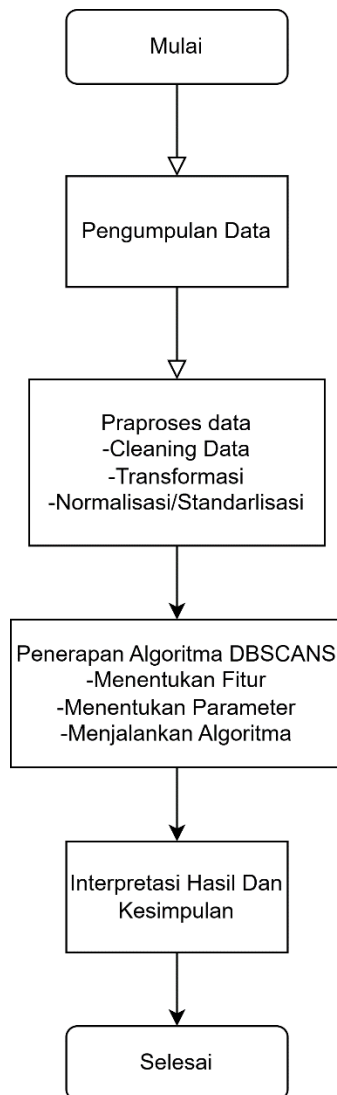 Mulai
Pengumpulan Data
Praproses data
-Cleaning Data
-Transformasi
-Normalisasi/Standarlisasi
Penerapan Algoritma DBSCANS
-Menentukan Fitur
-Menentukan Parameter
-Menjalankan Algoritma
Interpretasi Hasil Dan
Kesimpulan
Selesai